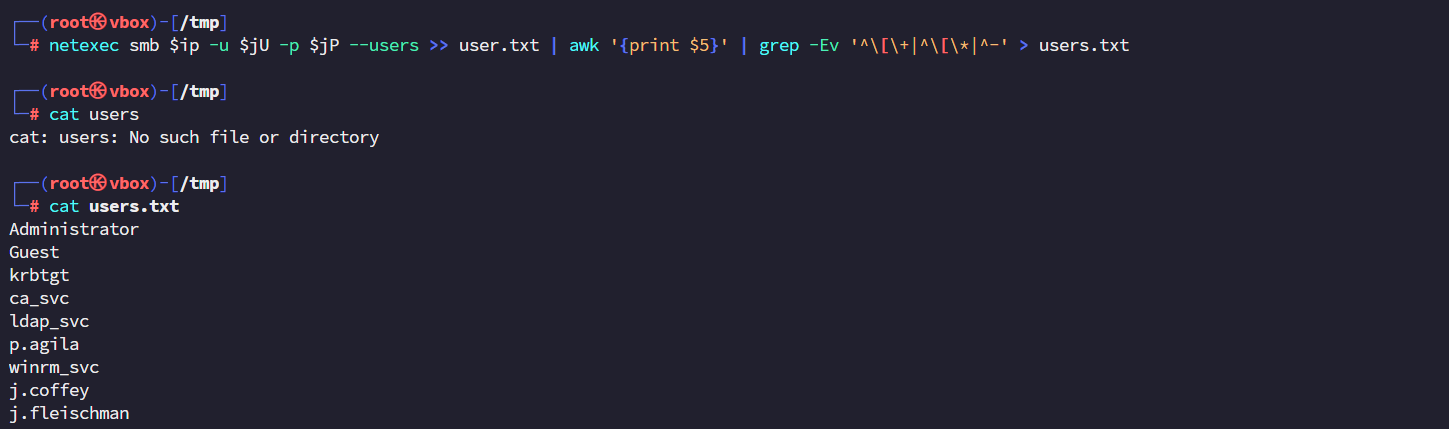 ┌──(root㉿vbox)-[/tmp]
└─# netexec smb $ip -u $jU -p $jP --users >> user.txt | awk '{print $5}' | grep -Ev '^\[\+|^\[\*|^-' > users.txt
┌──(root㉿vbox)-[/tmp]
└─# cat users
cat: users: No such file or directory
┌──(root㉿vbox)-[/tmp]
└─# cat users.txt
Administrator
Guest
krbtgt
ca_svc
ldap_svc
p.agila
winrm_svc
j.coffey
j.fleischman